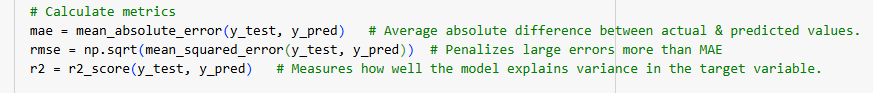 # Calculate metrics
mae = mean_absolute_error(y_test, y_pred)   # Average absolute difference between actual & predicted values.
rmse = np.sqrt(mean_squared_error(y_test, y_pred))  # Penalizes large errors more than MAE
r2 = r2_score(y_test, y_pred)   # Measures how well the model explains variance in the target variable.